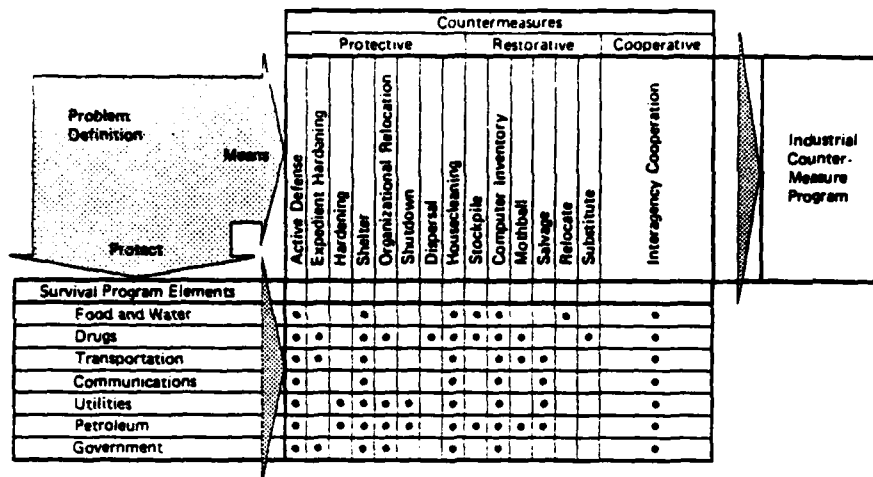 Countermeasures
Protective
Restorative
Cooperative
Problem
Definition
Means
Protect
Active Defense
Expedient Hardaning
Hardening
Shelter
Organizational Relocation
Shutdown
Dispersal
Housecleaning
Stockpile
Computer Inventory
Mothball
Salvage
Relocate
Substitute
Interagency Cooperation
Industrial
Counter-
Measure
Program
Survival Program Elements
Food and Water
Drugs
Transportation
Communications
Utilities
Petroleum
Government